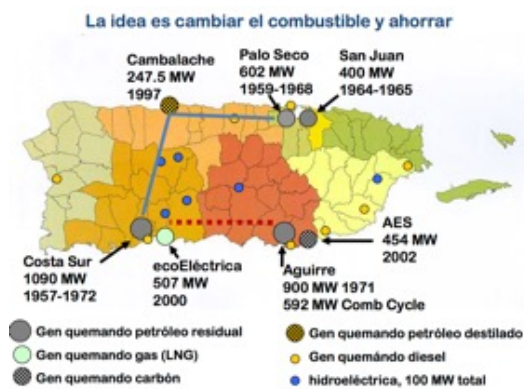 La idea es cambiar el combustible y ahorrar
Cambalache
247.5 MW
1997
Palo Seco
602 MW
1959-1968
San Juan
400 MW
1964-1965
Costa Sur
1090 MW
1957-1972
ecoEléctrica
507 MW
2000
Aguirre
900 MW 1971
592 MW Comb Cycle
AES
454 MW
2002
Gen quemando petróleo residual
Gen quemando gas (LNG)
Gen quemando carbón
Gen quemando petróleo destilado
Gen quemándo diesel
hidroeléctrica, 100 MW total